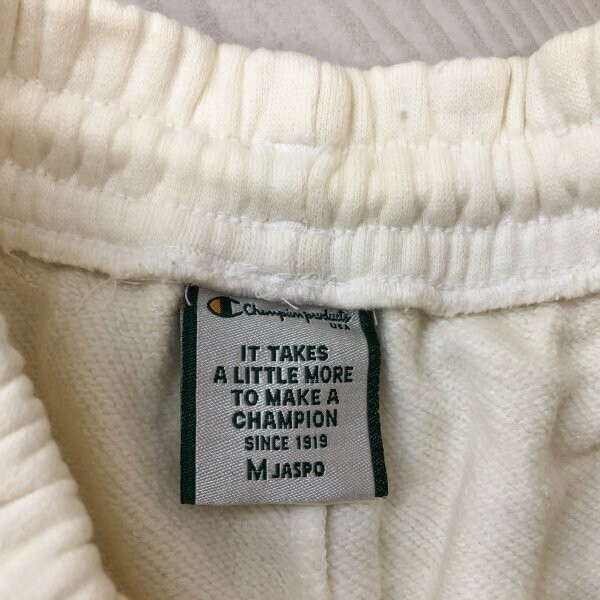 Champion products
USA
IT TAKES
A LITTLE MORE
TO MAKE A
CHAMPION
SINCE 1919
M JASPO